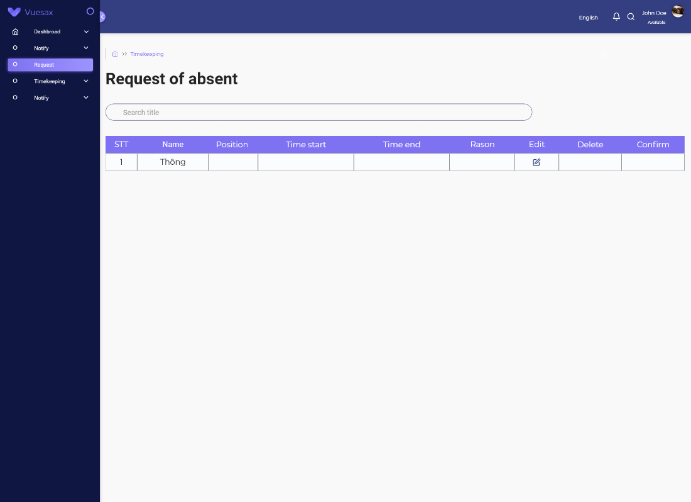 Vuesax
Dashboad
Notify
Request
Timekeeping
Notify
English
John Doe
Available
>> Timekeeping
Request of absent
Search title
STT Name Position Time start Time end Rason Edit Delete Confirm
1 Thông